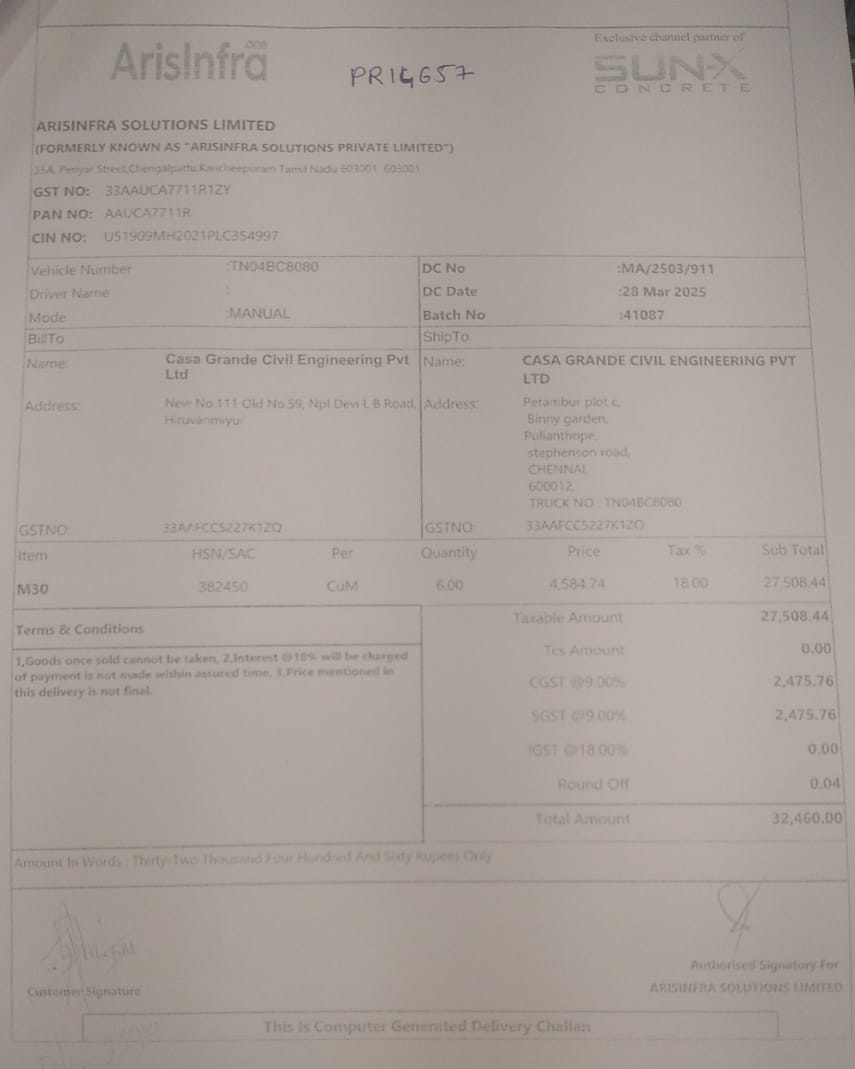 ArisInfra.one
PR14657
Exclusive channel partner of
SUN-X
CONCRETE
ARISINFRA SOLUTIONS LIMITED
(FORMERLY KNOWN AS "ARISINFRA SOLUTIONS PRIVATE LIMITED")
35A, Periyar Street,Chengalpattu,Kancheepuram Tamil Nadu 603001 603001
GST NO: 33AAUCA7711R1ZY
PAN NO: AAUCA7711R
CIN NO: U51909MH2021PLC354997
Vehicle Number :TN04BC8080 DC No :MA/2503/911
Driver Name : DC Date :28 Mar 2025
Mode :MANUAL Batch No :41087
BillTo ShipTo
Name: Casa Grande Civil Engineering Pvt Ltd
Name: CASA GRANDE CIVIL ENGINEERING PVT LTD
Address: New No.111 Old No.59, Npl Devi L B Road,
Hiruvanmiyur
Address: Perambur plot c,
Binny garden,
Pulianthope,
stephenson road,
CHENNAI,
600012,
TRUCK NO : TN04BC8080
GSTNO: 33AAFCC5227K1ZQ GSTNO: 33AAFCC5227K1ZQ
Item HSN/SAC Per Quantity Price Tax % Sub Total
M30 382450 CuM 6.00 4,584.74 18.00 27,508.44
Terms & Conditions
1,Goods once sold cannot be taken, 2,Interest @18% will be charged
of payment is not made within assured time, 3,Price mentioned in
this delivery is not final.
Taxable Amount 27,508.44
Tcs Amount 0.00
CGST @9.00% 2,475.76
SGST @9.00% 2,475.76
IGST @18.00% 0.00
Round Off 0.04
Total Amount 32,460.00
Amount In Words : Thirty-Two Thousand Four Hundred And Sixty Rupees Only
Customer Signature
Authorised Signatory For
ARISINFRA SOLUTIONS LIMITED
This Is Computer Generated Delivery Challan